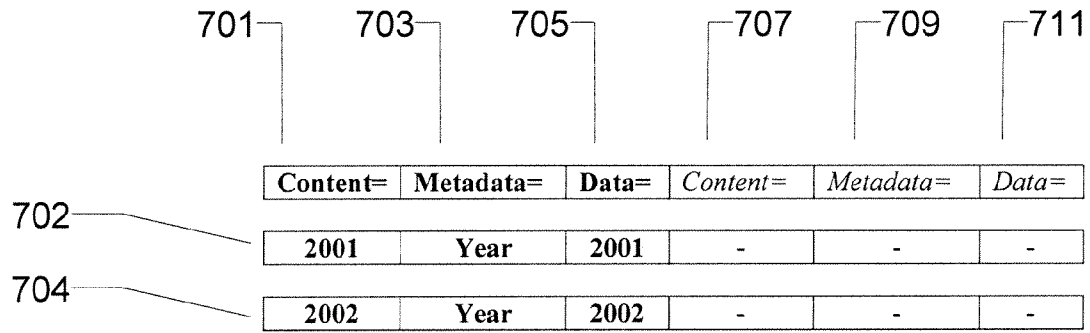 701 703 705 707 709 711
Content= Metadata= Data= Content= Metadata= Data=
702
2001 Year 2001 - - -
704
2002 Year 2002 - - -